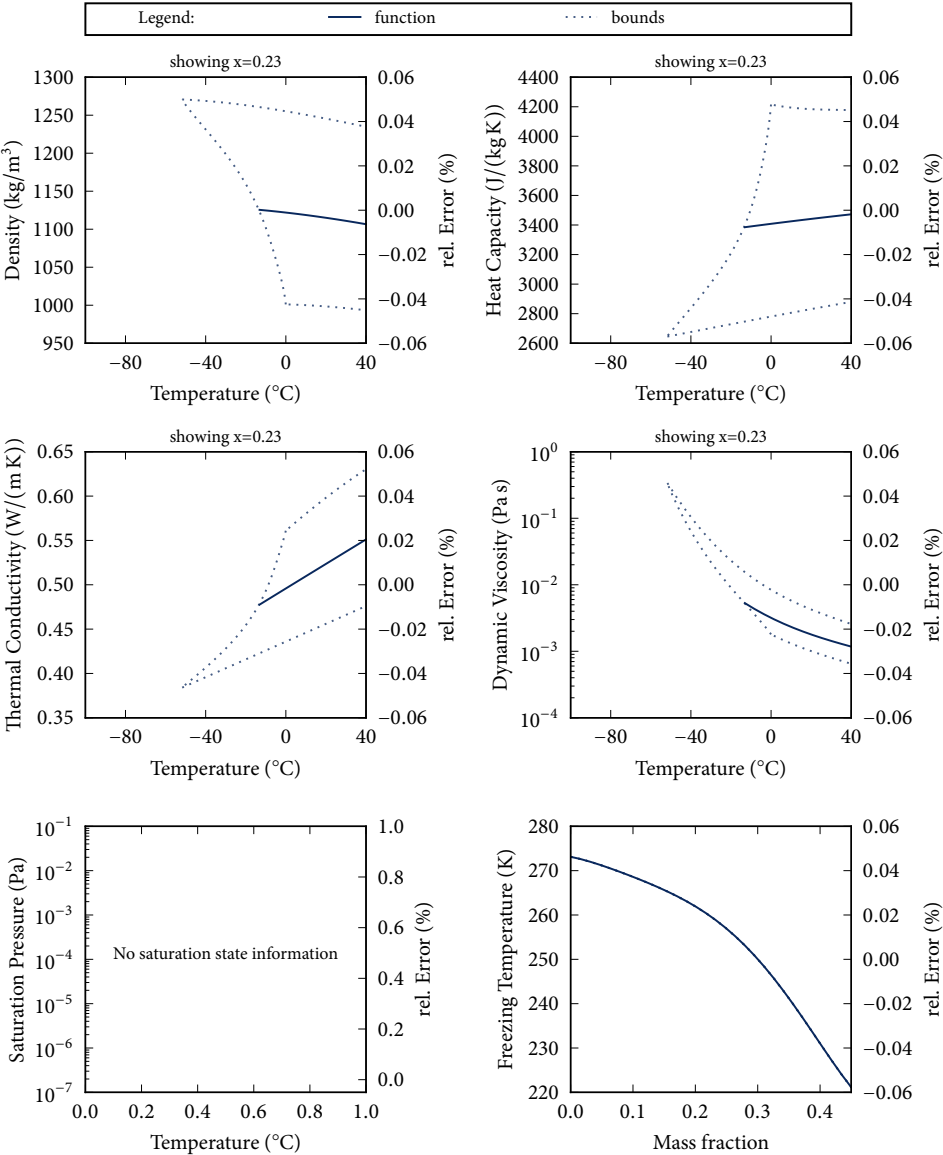 Legend: function bounds
showing x=0.23
Density (kg/m³)
1300
1250
1200
1150
1100
1050
1000
950
0.06
0.04
0.02
0.00
−0.02
−0.04
−0.06
rel. Error (%)
−80 −40 0 40
Temperature (°C)
showing x=0.23
Heat Capacity (J/(kg K))
4400
4200
4000
3800
3600
3400
3200
3000
2800
2600
0.06
0.04
0.02
0.00
−0.02
−0.04
−0.06
rel. Error (%)
−80 −40 0 40
Temperature (°C)
showing x=0.23
Thermal Conductivity (W/(m K))
0.65
0.60
0.55
0.50
0.45
0.40
0.35
0.06
0.04
0.02
0.00
−0.02
−0.04
−0.06
rel. Error (%)
−80 −40 0 40
Temperature (°C)
showing x=0.23
Dynamic Viscosity (Pa s)
10⁰
10⁻¹
10⁻²
10⁻³
10⁻⁴
0.06
0.04
0.02
0.00
−0.02
−0.04
−0.06
rel. Error (%)
−80 −40 0 40
Temperature (°C)
Saturation Pressure (Pa)
10⁻¹
10⁻²
10⁻³
10⁻⁴
10⁻⁵
10⁻⁶
10⁻⁷
No saturation state information
1.0
0.8
0.6
0.4
0.2
0.0
rel. Error (%)
0.0 0.2 0.4 0.6 0.8 1.0
Temperature (°C)
Freezing Temperature (K)
280
270
260
250
240
230
220
0.06
0.04
0.02
0.00
−0.02
−0.04
−0.06
rel. Error (%)
0.0 0.1 0.2 0.3 0.4
Mass fraction